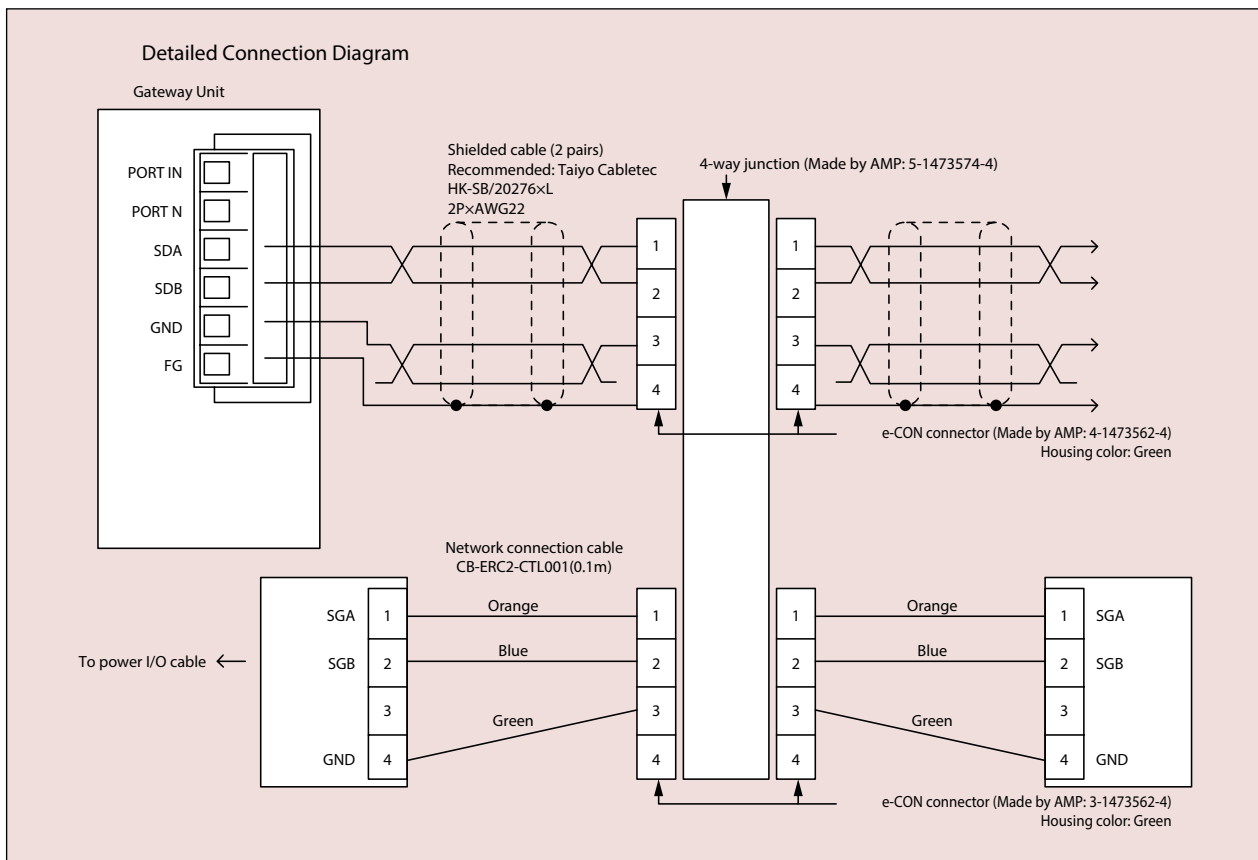 Detailed Connection Diagram
Gateway Unit
PORT IN
PORT N
SDA
SDB
GND
FG
Shielded cable (2 pairs)
Recommended: Taiyo Cabletec
HK-SB/20276×L
2P×AWG22
4-way junction (Made by AMP: 5-1473574-4)
1
2
3
4
1
2
3
4
e-CON connector (Made by AMP: 4-1473562-4)
Housing color: Green
Network connection cable
CB-ERC2-CTL001(0.1m)
To power I/O cable
SGA
SGB
GND
1
2
3
4
Orange
Blue
Green
1
2
3
4
1
2
3
4
Orange
Blue
Green
1
2
3
4
SGA
SGB
GND
e-CON connector (Made by AMP: 3-1473562-4)
Housing color: Green